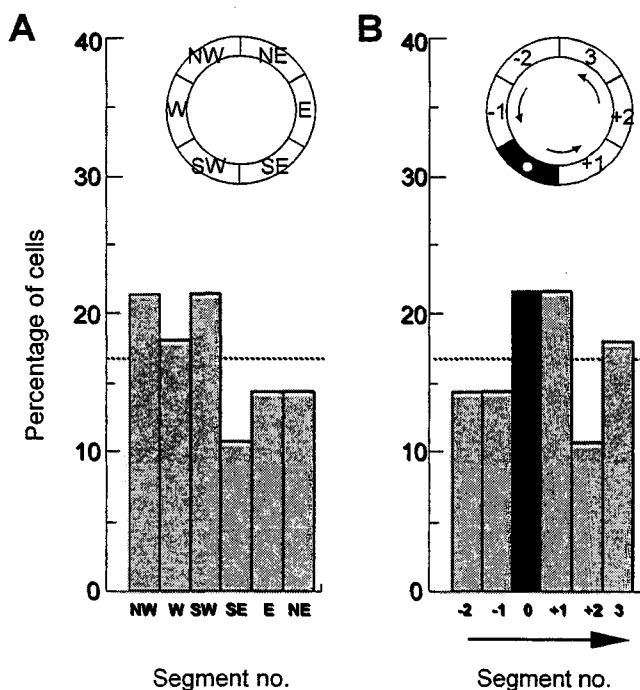 A
40
30
20
10
0
Percentage of cells
NW NE
W E
SW SE
NW W SW SE E NE
Segment no.
B
40
30
20
10
0
-2 3
-1 +2
+1
-2 -1 0 +1 +2 3
Segment no.